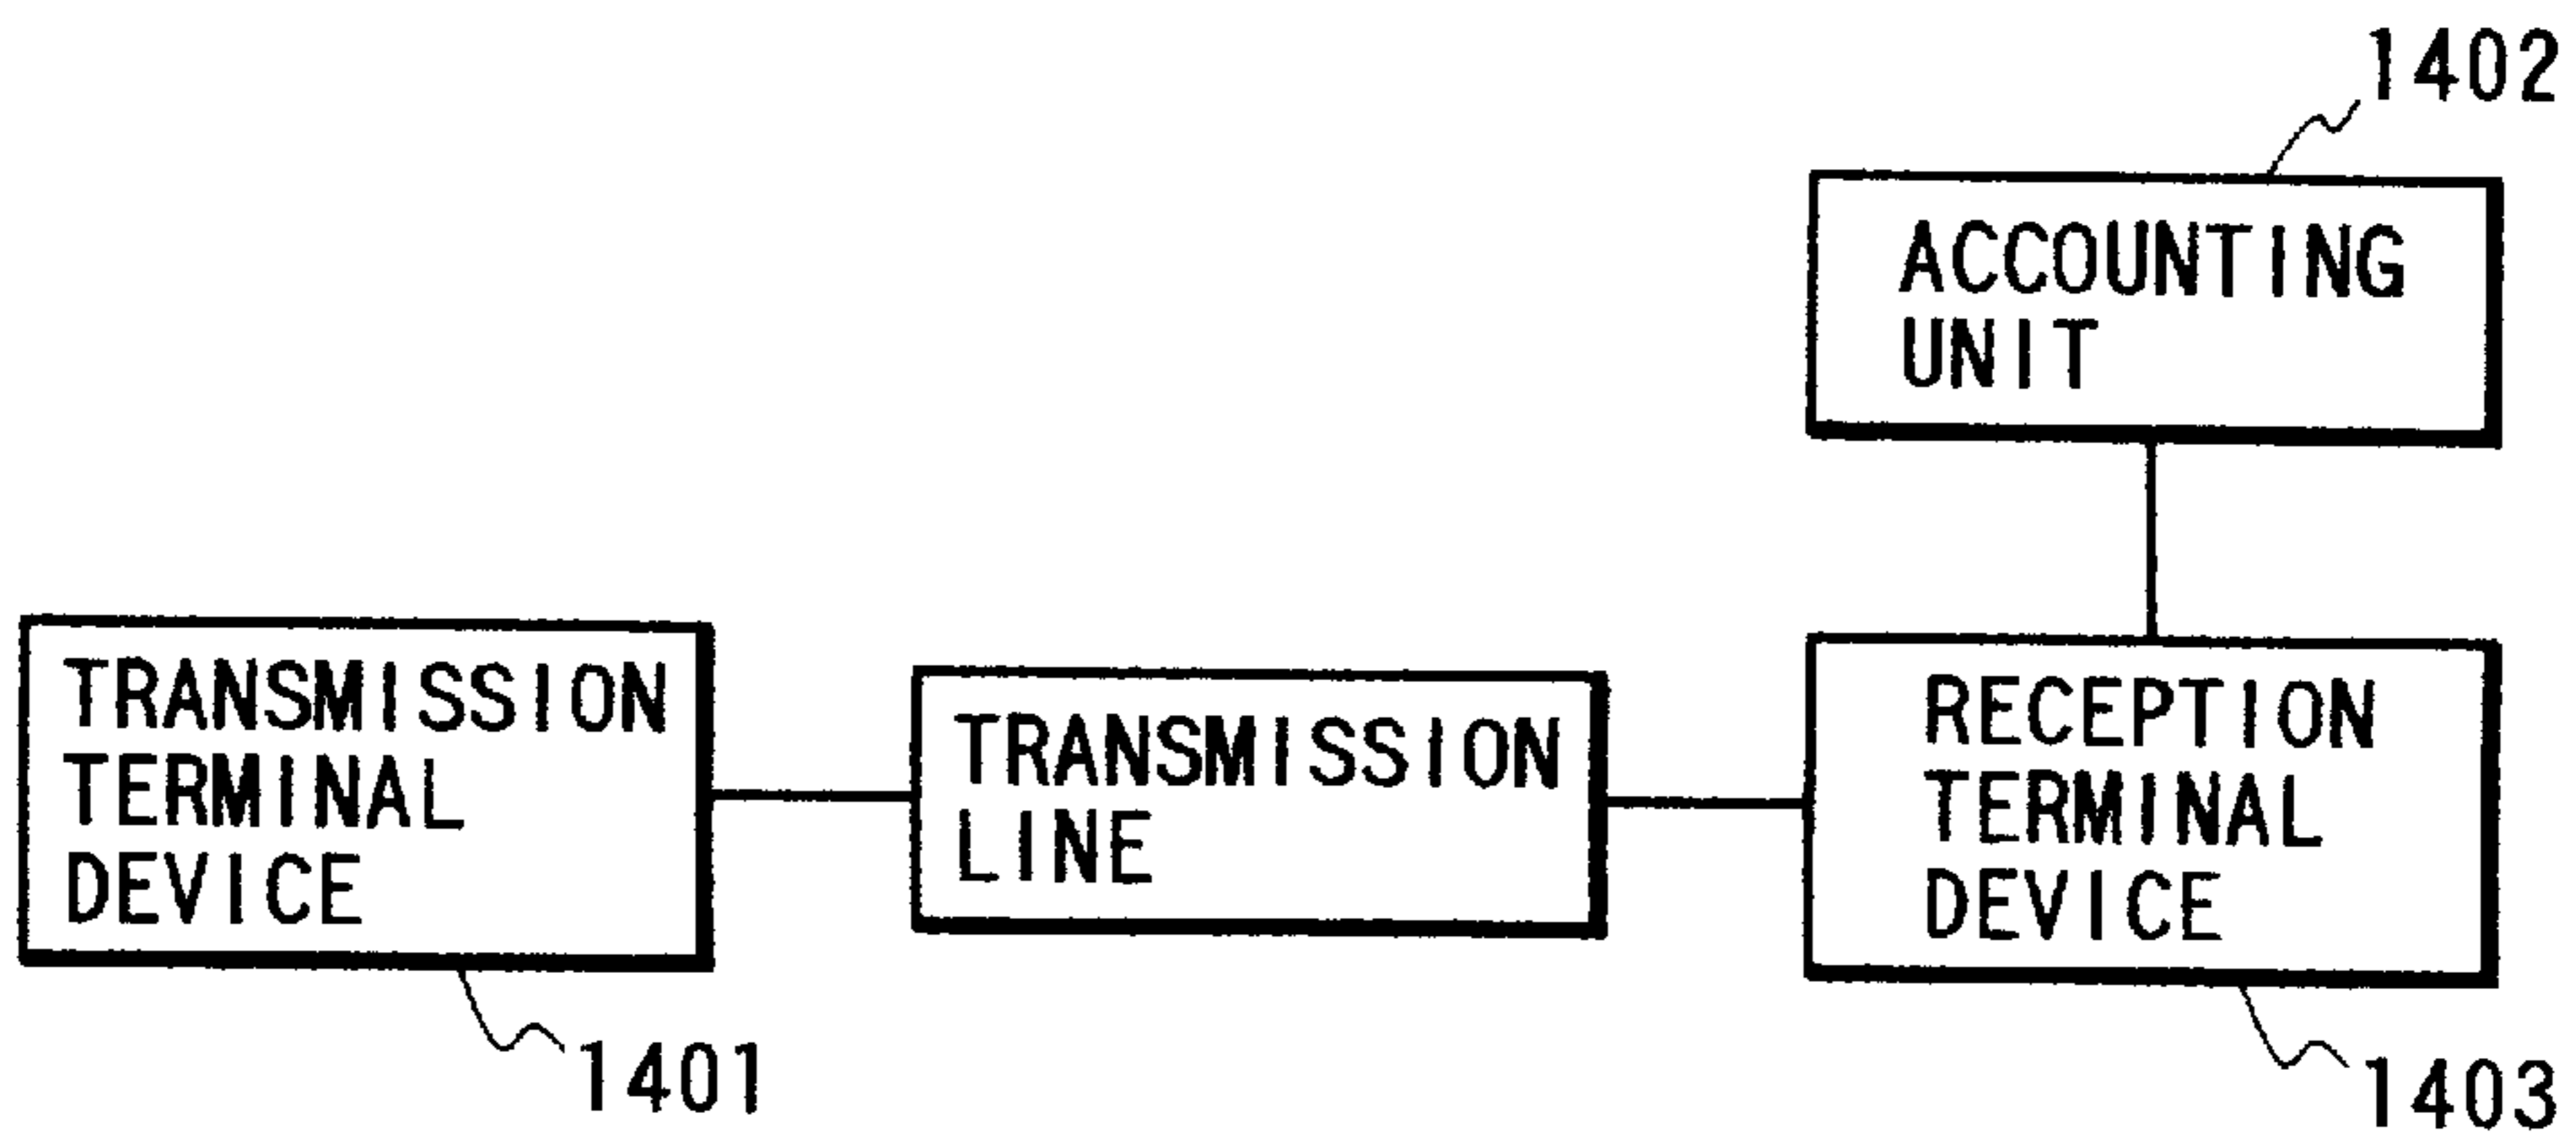 1402
ACCOUNTING
UNIT
TRANSMISSION
TERMINAL
DEVICE
TRANSMISSION
LINE
RECEPTION
TERMINAL
DEVICE
1401
1403